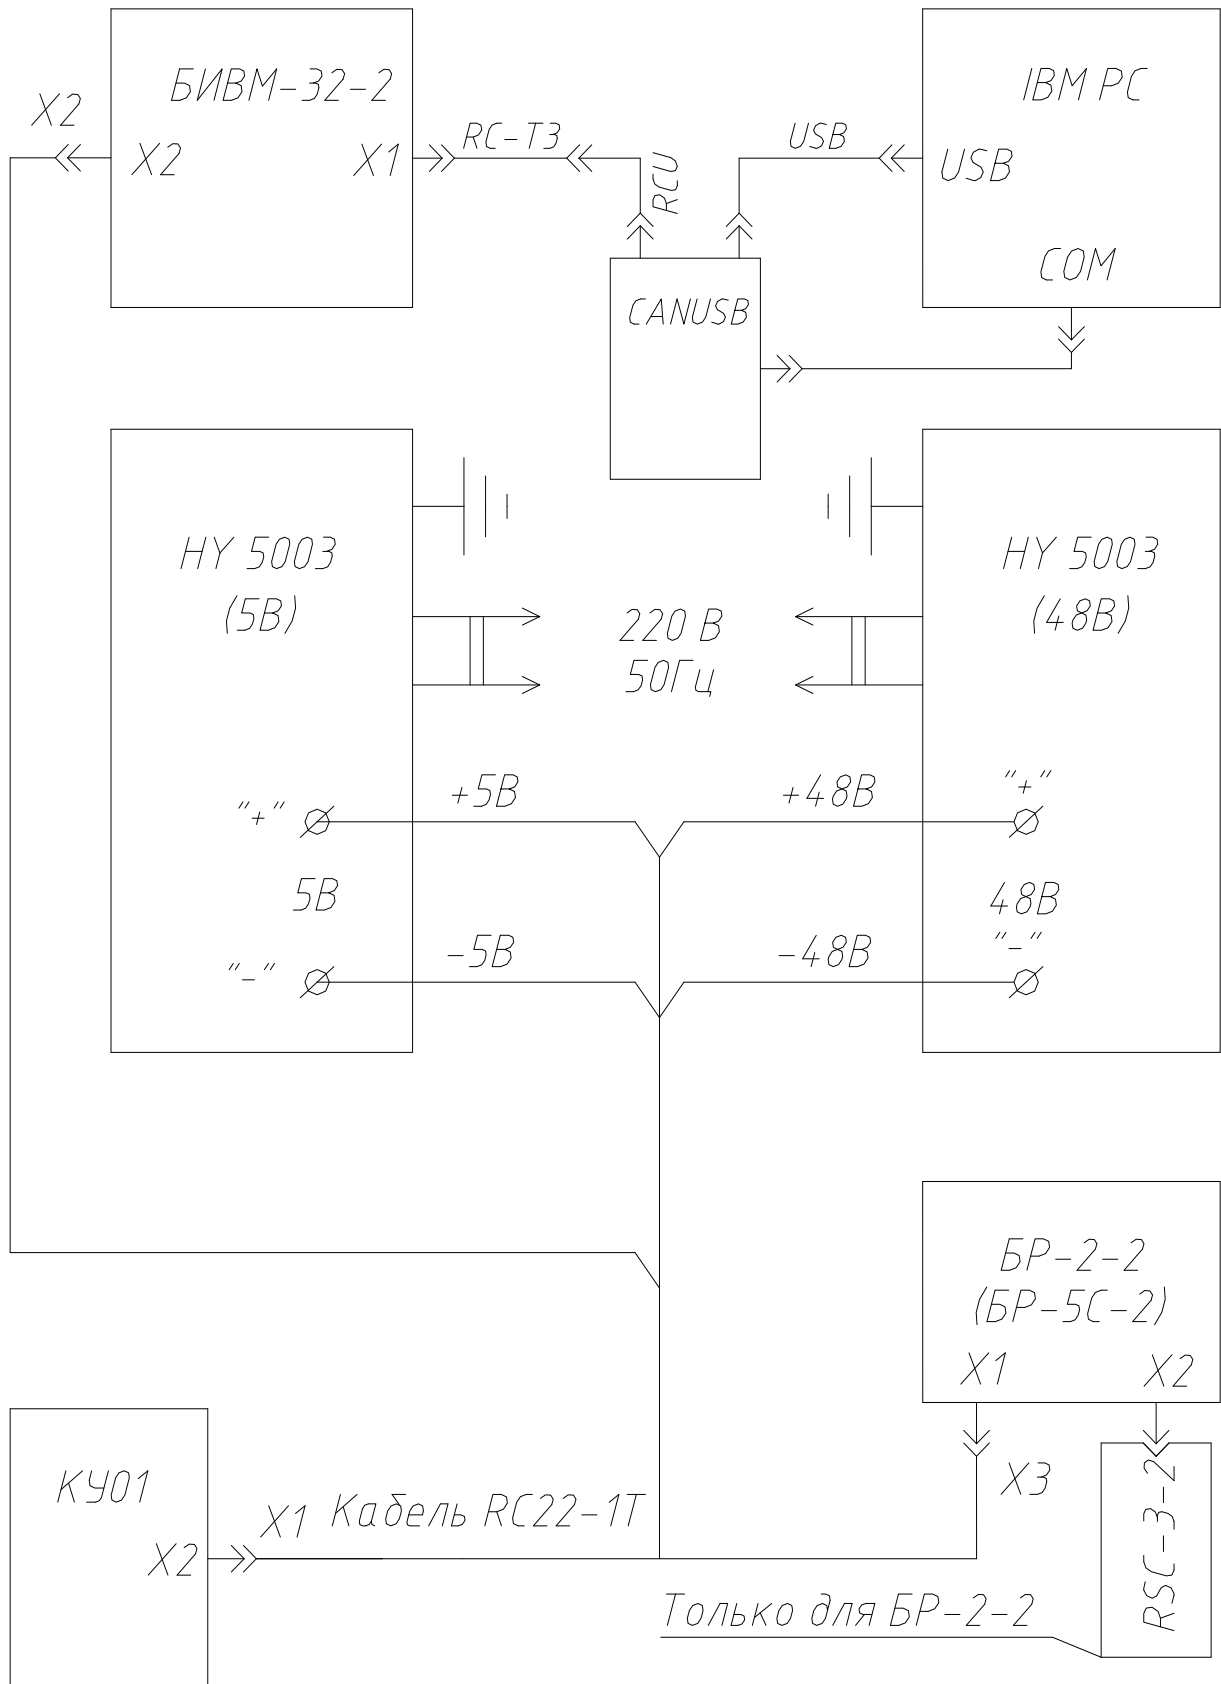 БИВМ-32-2
IBM PC
X2
X2
X1
RC-T3
RCU
USB
USB
COM
CANUSB
HY 5003
(5В)
HY 5003
(48В)
220 В
50Гц
"+"
+5В
+48В
"+"
5В
48В
"-"
-5В
-48В
"-"
БР-2-2
(БР-5С-2)
X1
X2
X3
RSC-3-2
КУ01
X2
X1
Кабель RC22-1T
Только для БР-2-2